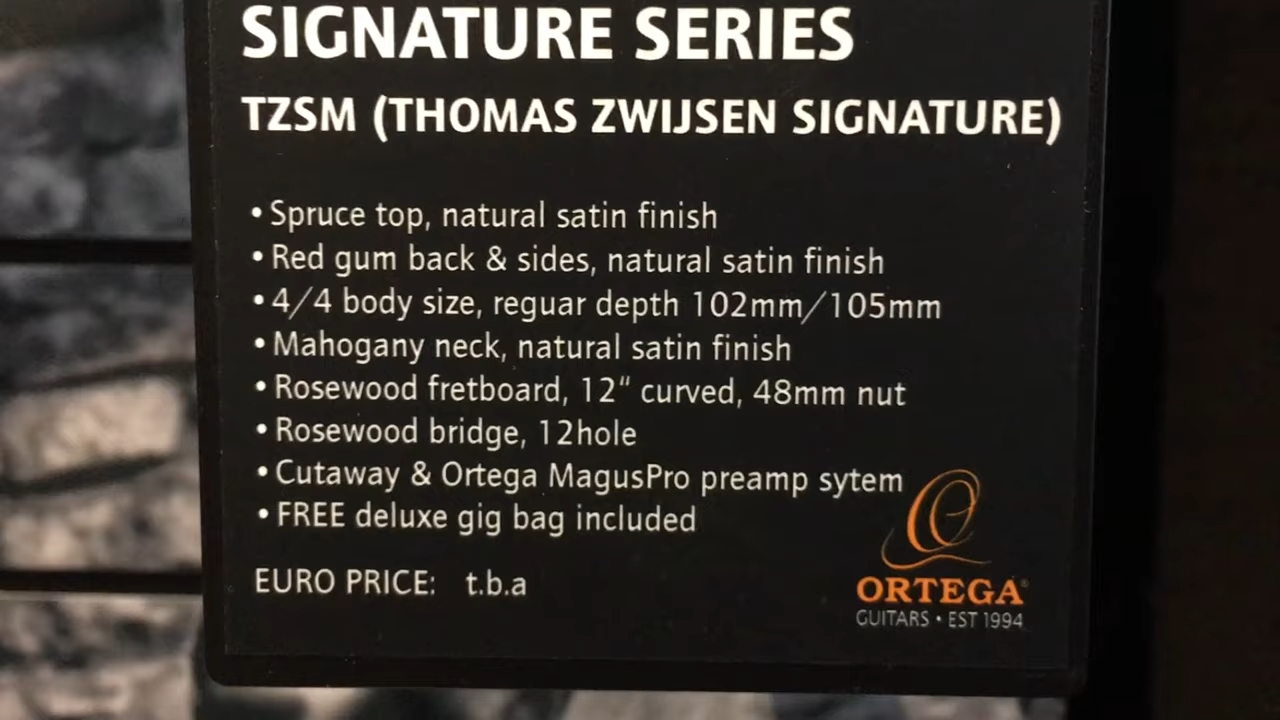 SIGNATURE SERIES
TZSM (THOMAS ZWIJSEN SIGNATURE)
• Spruce top, natural satin finish
• Red gum back & sides, natural satin finish
• 4/4 body size, reguar depth 102mm/105mm
• Mahogany neck, natural satin finish
• Rosewood fretboard, 12“ curved, 48mm nut
• Rosewood bridge, 12hole
• Cutaway & Ortega MagusPro preamp sytem
• FREE deluxe gig bag included
EURO PRICE: t.b.a
ORTEGA®
GUITARS • EST 1994